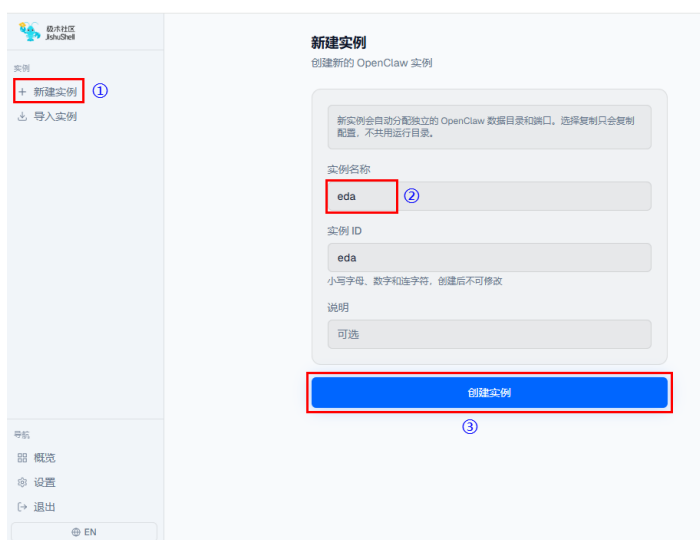 极术社区
JishuShell
实例
+ 新建实例 ①
导入实例
导航
概览
设置
退出
EN
新建实例
创建新的 OpenClaw 实例
新实例会自动分配独立的 OpenClaw 数据目录和端口。选择复制只会复制
配置，不共用运行目录。
实例名称
eda ②
实例 ID
eda
小写字母、数字和连字符，创建后不可修改
说明
可选
创建实例
③